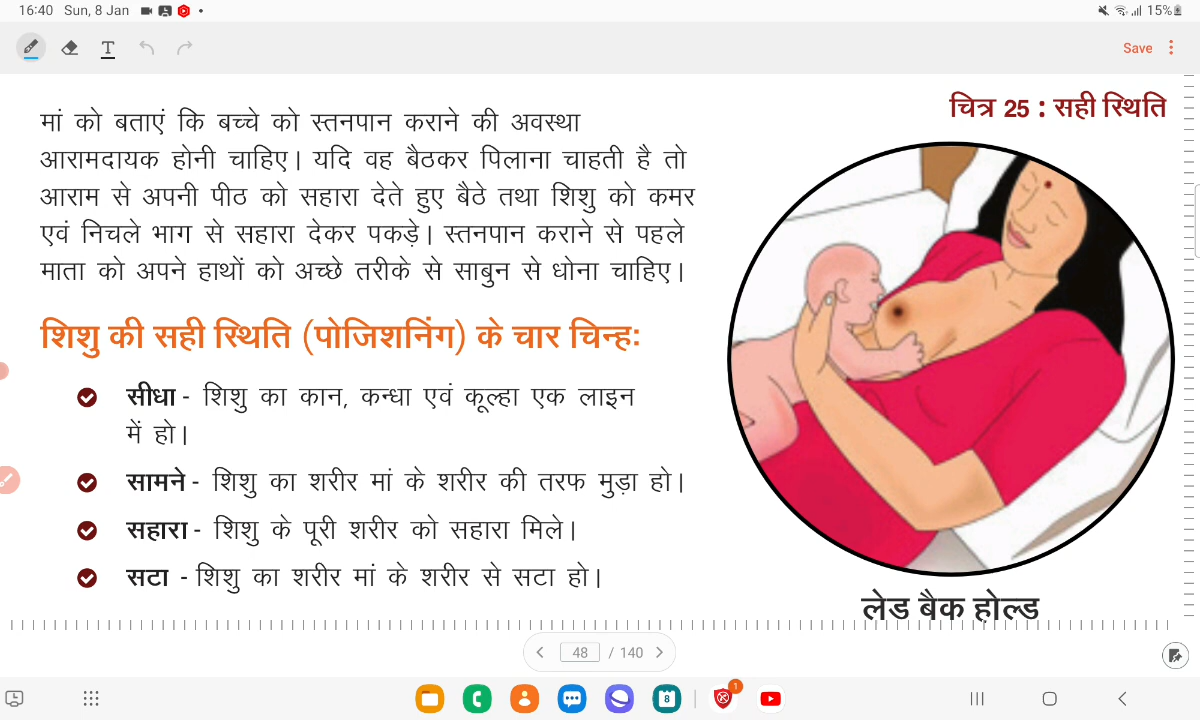 16:40 Sun, 8 Jan
15%
T
Save
मां को बताएं कि बच्चे को स्तनपान कराने की अवस्था
आरामदायक होनी चाहिए। यदि वह बैठकर पिलाना चाहती है तो
आराम से अपनी पीठ को सहारा देते हुए बैठे तथा शिशु को कमर
एवं निचले भाग से सहारा देकर पकड़े। स्तनपान कराने से पहले
माता को अपने हाथों को अच्छे तरीके से साबुन से धोना चाहिए।
शिशु की सही स्थिति (पोजिशनिंग) के चार चिन्हः
सीधा - शिशु का कान, कन्धा एवं कूल्हा एक लाइन
में हो।
सामने - शिशु का शरीर मां के शरीर की तरफ मुड़ा हो।
सहारा - शिशु के पूरी शरीर को सहारा मिले।
सटा - शिशु का शरीर मां के शरीर से सटा हो।
चित्र 25 : सही स्थिति
लेड बैक होल्ड
48 / 140
8
1